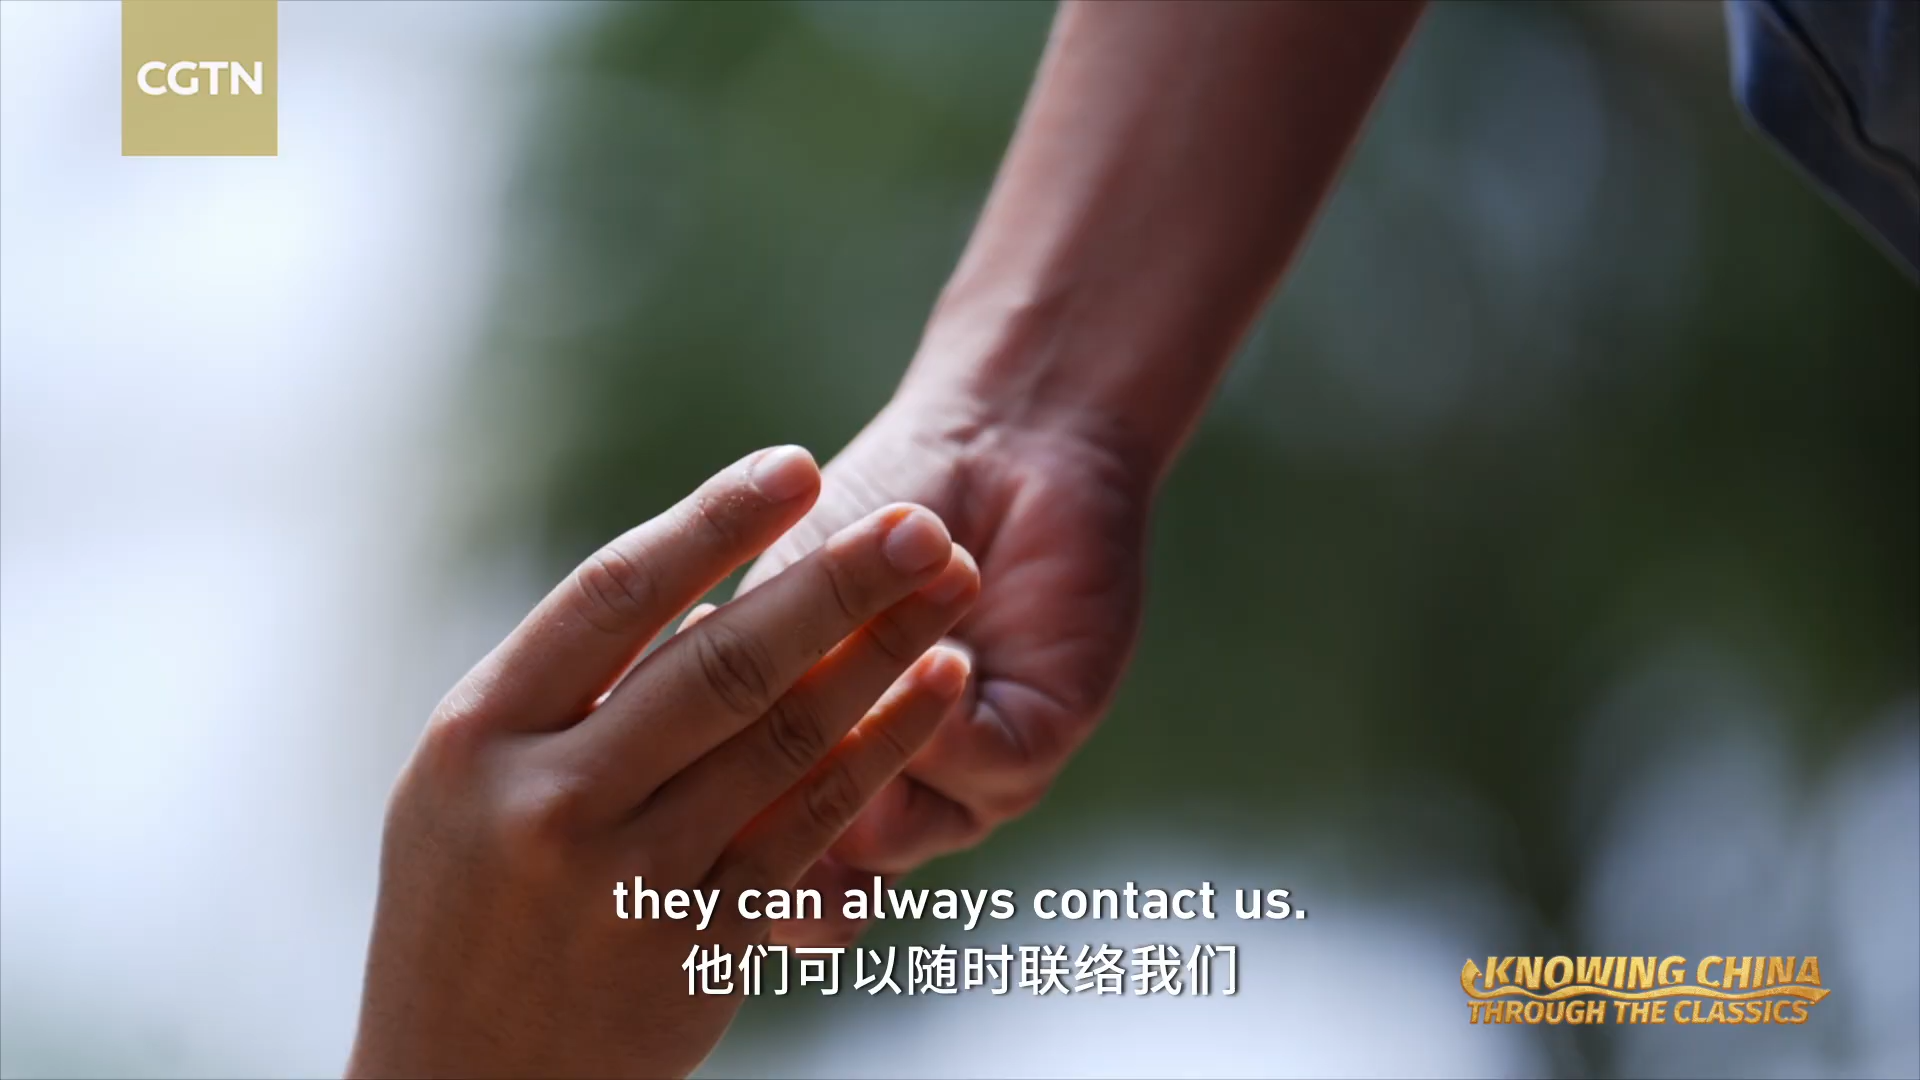 CGTN
they can always contact us.
他们可以随时联络我们
KNOWING CHINA
THROUGH THE CLASSICS